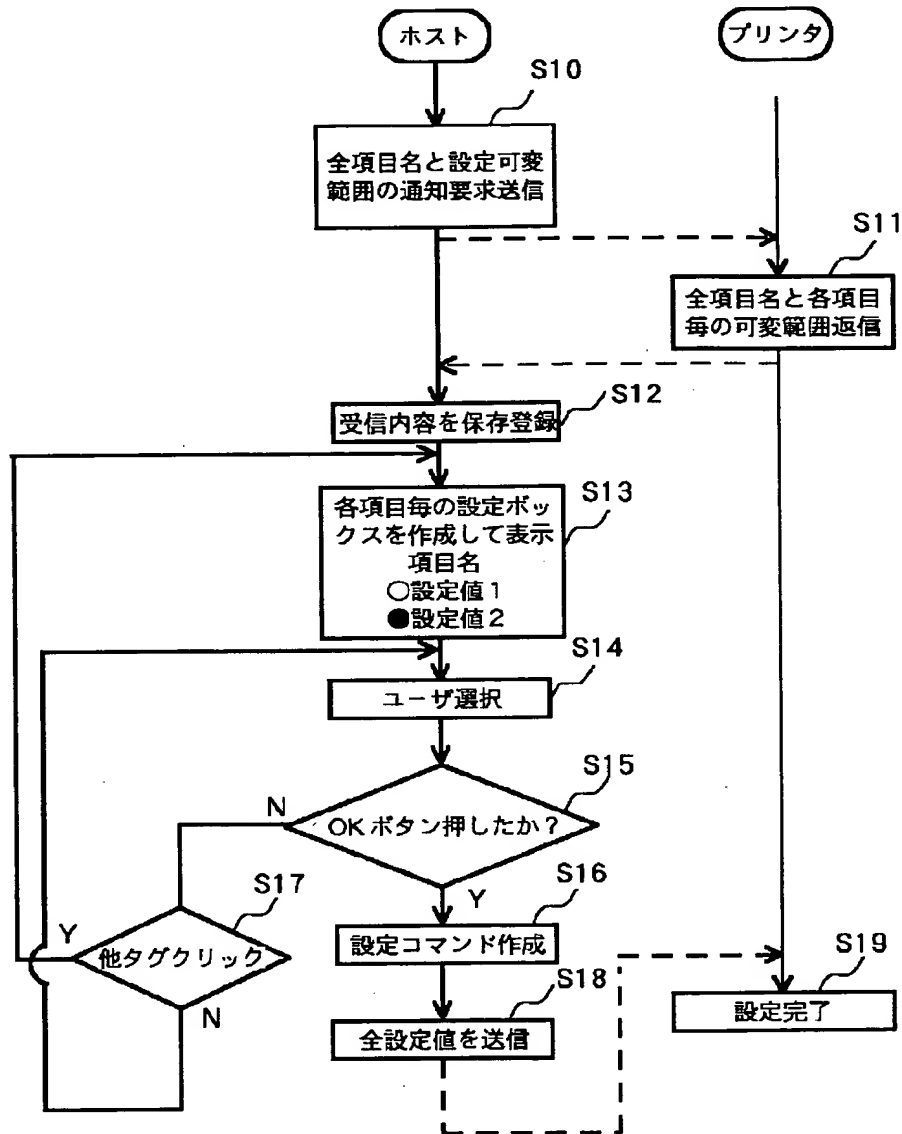 ホスト
プリンタ
S10
全項目名と設定可変
範囲の通知要求送信
S11
全項目名と各項目
毎の可変範囲返信
S12
受信内容を保存登録
S13
各項目毎の設定ボッ
クスを作成して表示
項目名
○設定値1
●設定値2
S14
ユーザ選択
S15
OKボタン押したか?
N
Y
S16
設定コマンド作成
S17
他タグクリック
Y
N
S18
全設定値を送信
S19
設定完了